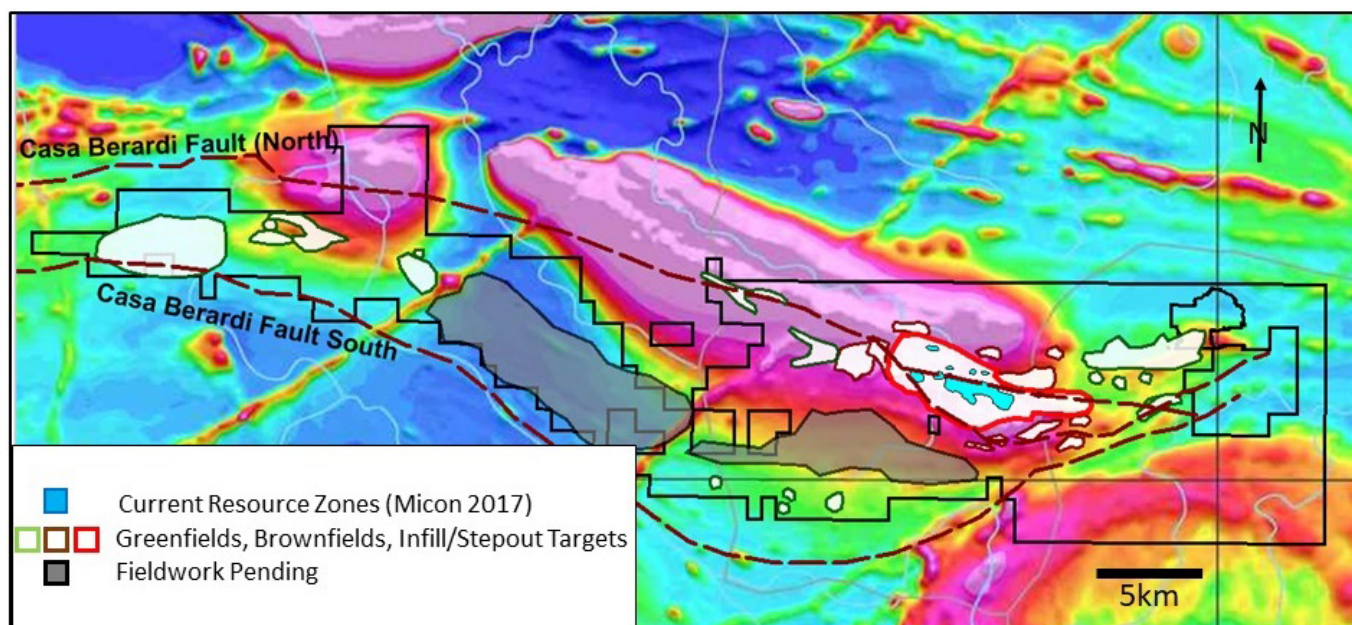 N
Casa Berardi Fault (North)
Casa Berardi Fault South
Current Resource Zones (Micon 2017)
Greenfields, Brownfields, Infill/Stepout Targets
Fieldwork Pending
5km